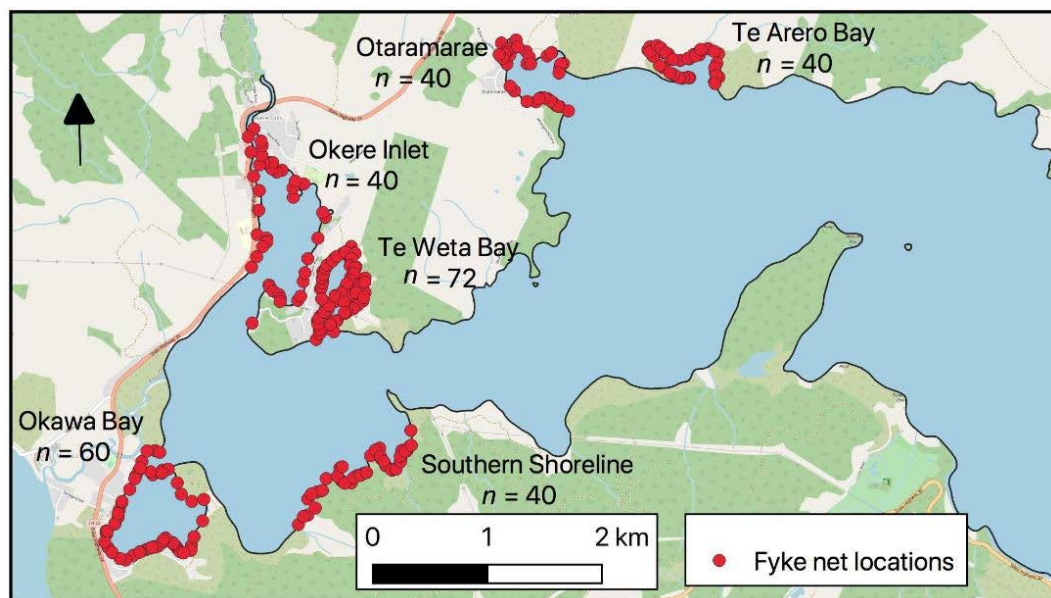 Otaramarae
n = 40
Te Arero Bay
n = 40
Okere Inlet
n = 40
Te Weta Bay
n = 72
Okawa Bay
n = 60
Southern Shoreline
n = 40
0 1 2 km
Fyke net locations